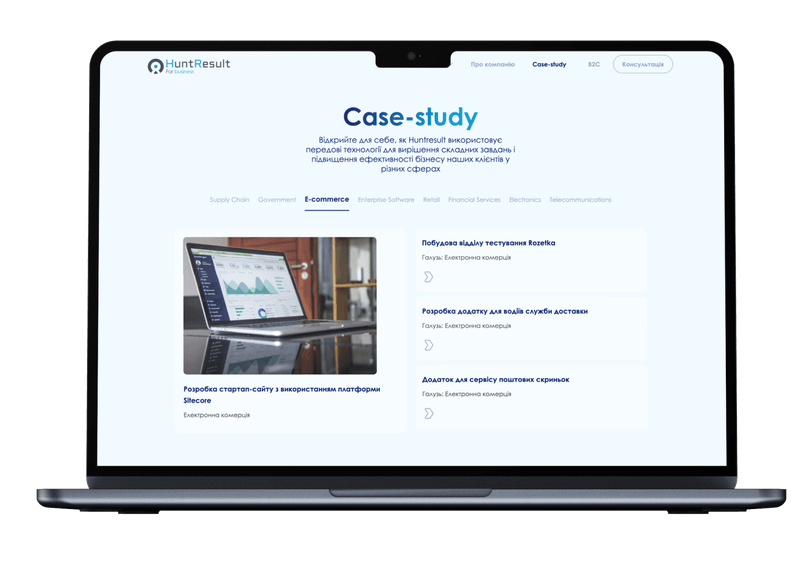 HuntResult
For business
Про компанію
Case-study
B2C
Консультація
Case-study
Відкрийте для себе, як Huntresult використовує
передові технології для вирішення складних завдань і
підвищення ефективності бізнесу наших клієнтів у
різних сферах
Supply Chain
Government
E-commerce
Enterprise Software
Retail
Financial Services
Electronics
Telecommunications
Розробка стартап-сайту з використанням платформи
Sitecore
Електронна комерція
Побудова відділу тестування Rozetka
Галузь: Електронна комерція
Розробка додатку для водіїв служби доставки
Галузь: Електронна комерція
Додаток для сервісу поштових скриньок
Галузь: Електронна комерція